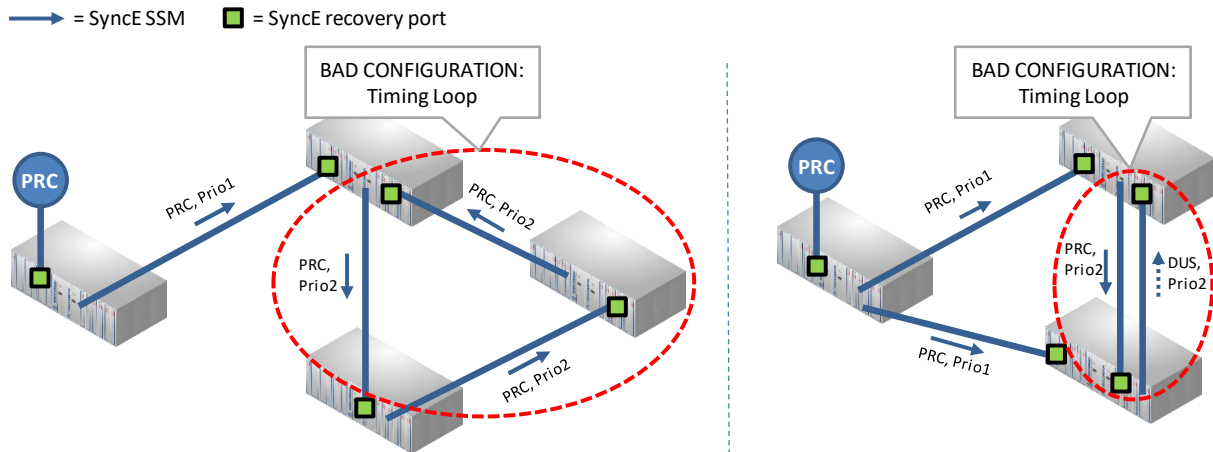 = SyncE SSM
= SyncE recovery port
BAD CONFIGURATION:
Timing Loop
PRC
PRC, Prio1
PRC, Prio2
PRC,
Prio2
PRC, Prio2
BAD CONFIGURATION:
Timing Loop
PRC
PRC, Prio1
PRC,
Prio2
DUS,
Prio2
PRC, Prio1